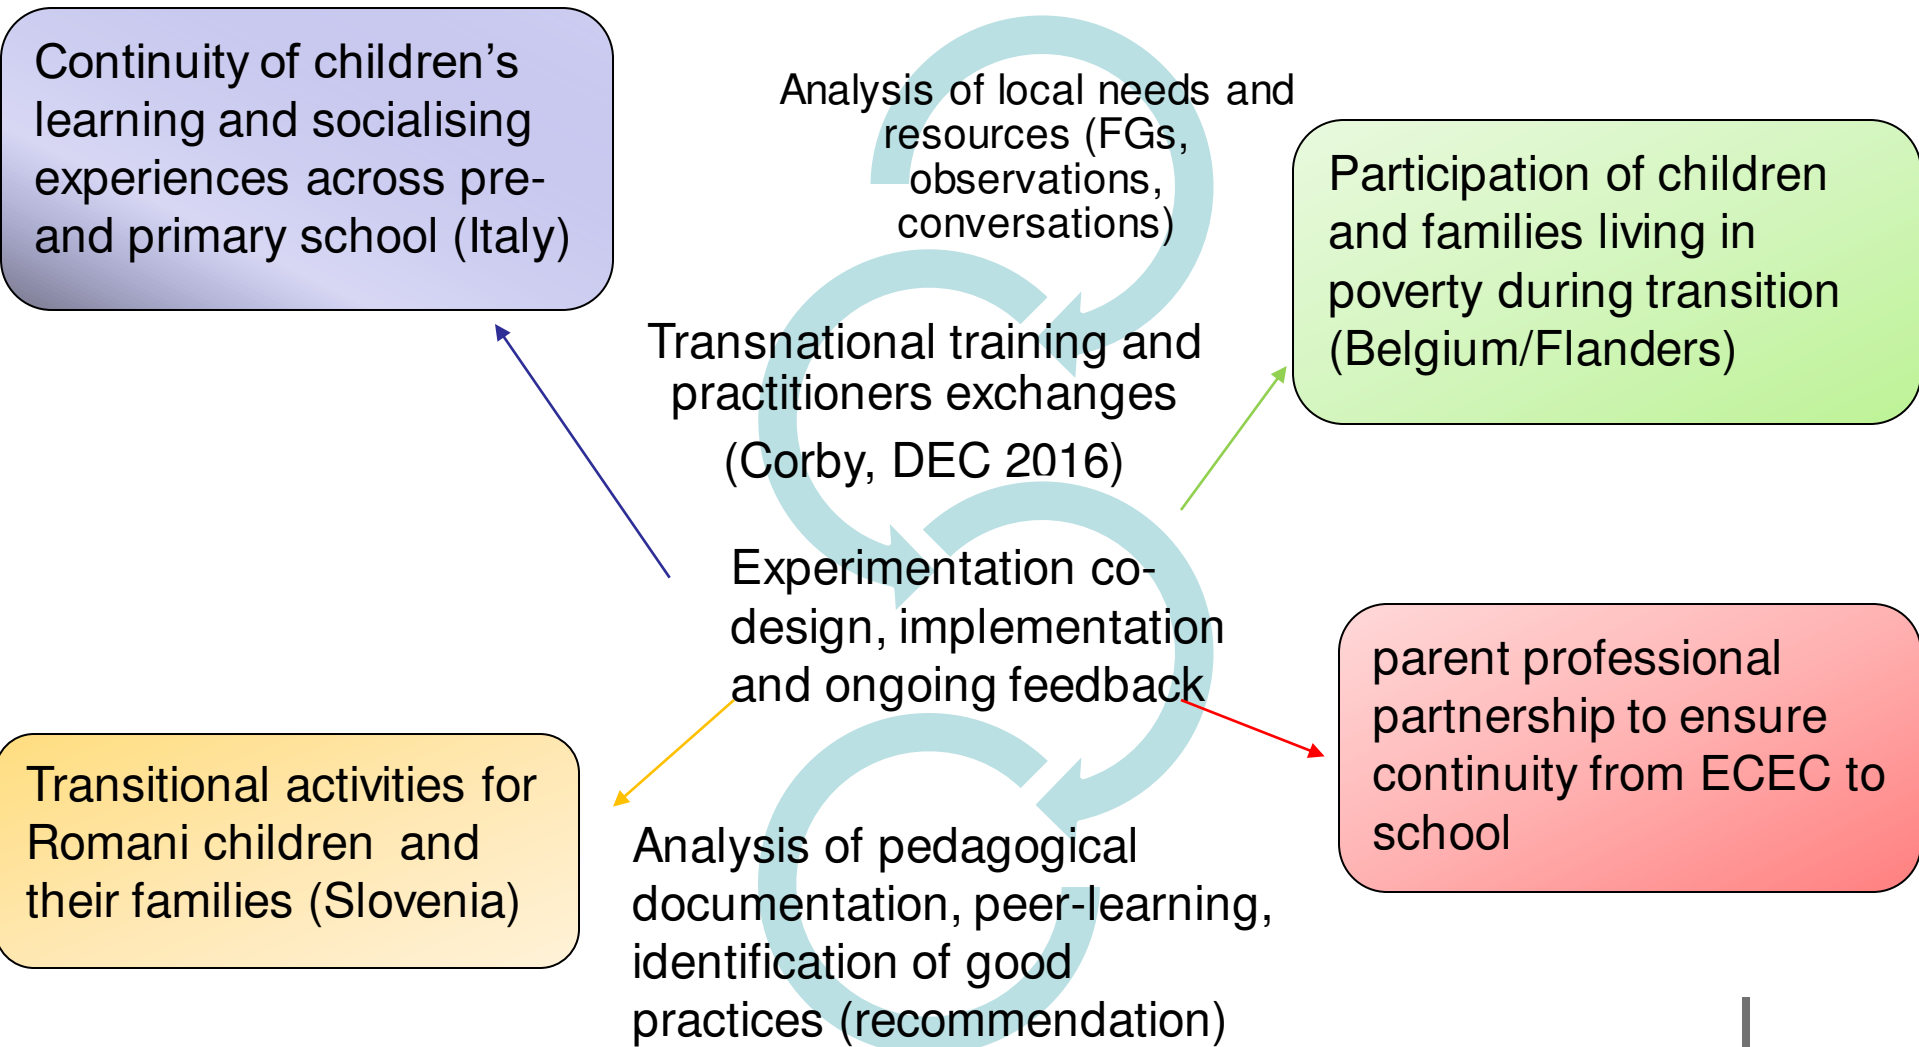 Continuity of children’s
learning and socialising
experiences across pre-
and primary school (Italy)
Analysis of local needs and
resources (FGs,
observations,
conversations)
Participation of children
and families living in
poverty during transition
(Belgium/Flanders)
Transnational training and
practitioners exchanges
(Corby, DEC 2016)
Experimentation co-
design, implementation
and ongoing feedback
parent professional
partnership to ensure
continuity from ECEC to
school
Transitional activities for
Romani children and
their families (Slovenia)
Analysis of pedagogical
documentation, peer-learning,
identification of good
practices (recommendation)